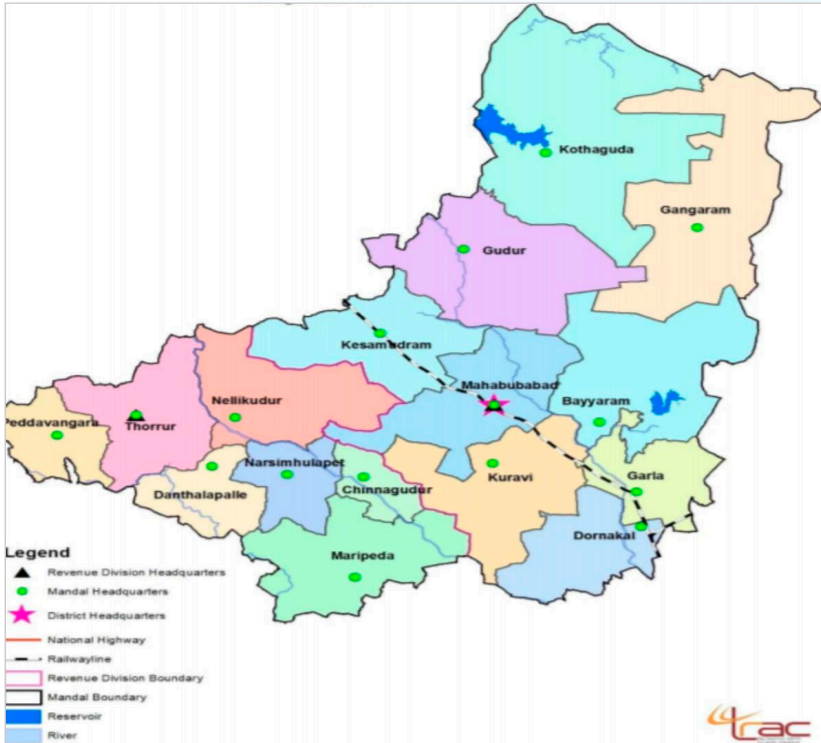 Kothaguda
Gangaram
Gudur
Kesamudram
Mahabubabad
Nellikudur
Bayyaram
Peddavangara
Thorrur
Narsimhulapet
Kuravi
Garla
Danthalapalle
Chinnagudur
Dornakal
Maripeda
Legend
Revenue Division Headquarters
Mandal Headquarters
District Headquarters
National Highway
Railwayline
Revenue Division Boundary
Mandal Boundary
Reservoir
River
trac